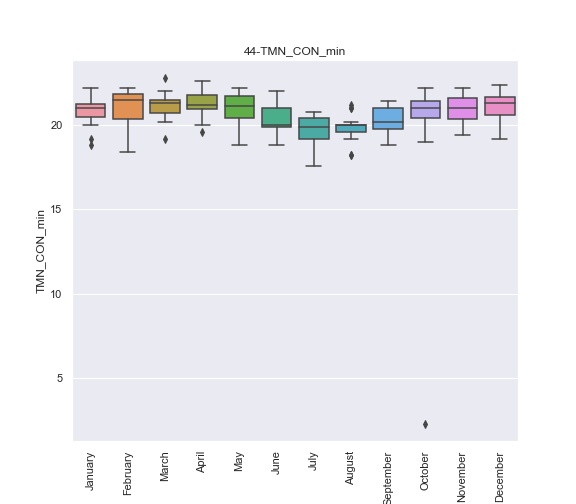 44-TMN_CON_min
TMN_CON_min
20
15
10
5
January
February
March
April
May
June
July
August
September
October
November
December